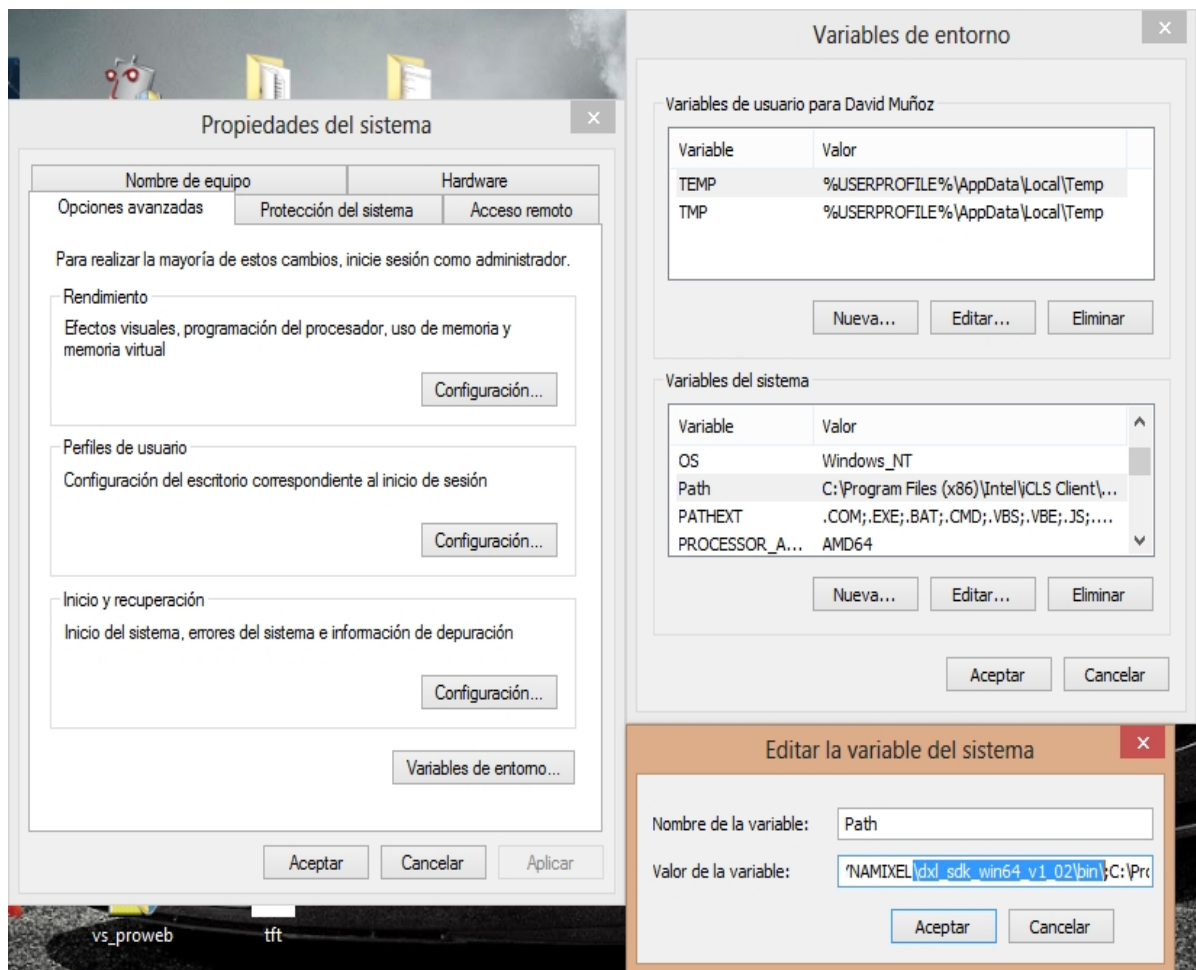 Propiedades del sistema
Nombre de equipo
Hardware
Opciones avanzadas
Protección del sistema
Acceso remoto
Para realizar la mayoría de estos cambios, inicie sesión como administrador.
Rendimiento
Efectos visuales, programación del procesador, uso de memoria y
memoria virtual
Configuración...
Perfiles de usuario
Configuración del escritorio correspondiente al inicio de sesión
Configuración...
Inicio y recuperación
Inicio del sistema, errores del sistema e información de depuración
Configuración...
Variables de entorno...
Aceptar
Cancelar
Aplicar
vs_proweb
tft
Variables de entorno
Variables de usuario para David Muñoz
Variable Valor
TEMP %USERPROFILE%\AppData\Local\Temp
TMP %USERPROFILE%\AppData\Local\Temp
Nueva... Editar... Eliminar
Variables del sistema
Variable Valor
OS Windows_NT
Path C:\Program Files (x86)\Intel\iCLS Client\...
PATHEXT .COM;.EXE;.BAT;.CMD;.VBS;.VBE;.JS;....
PROCESSOR_A... AMD64
Nueva... Editar... Eliminar
Aceptar Cancelar
Editar la variable del sistema
Nombre de la variable: Path
Valor de la variable: NAMIXEL\dxl_sdk_win64_v1_02\bin\;C:\Pro
Aceptar Cancelar